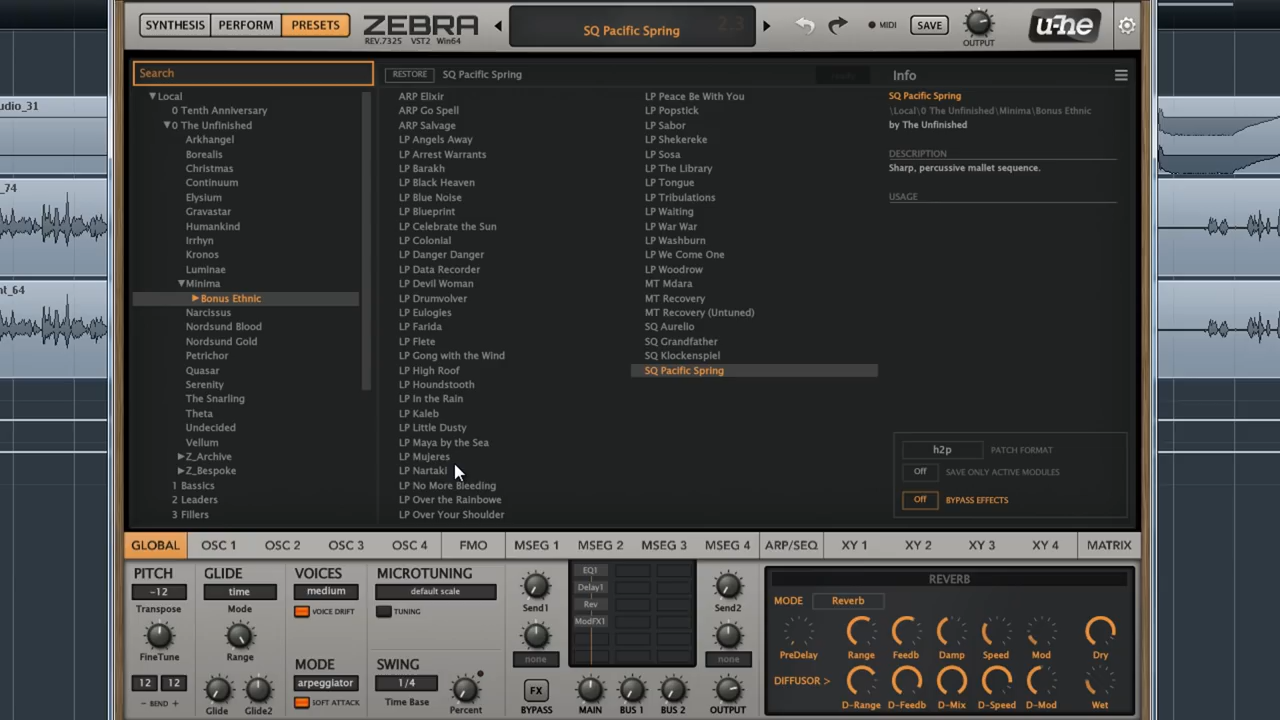 SYNTHESIS
PERFORM
PRESETS
ZEBRA
REV.7325 VST2 Win64
SQ Pacific Spring
2.3
MIDI
SAVE
OUTPUT
u-he
udio_31
_74
nt_64
Search
Local
0 Tenth Anniversary
0 The Unfinished
Arkhangel
Borealis
Christmas
Continuum
Elysium
Gravastar
Humankind
Irrhyn
Kronos
Luminae
Minima
Bonus Ethnic
Narcissus
Nordsund Blood
Nordsund Gold
Petrichor
Quasar
Serenity
The Snarling
Theta
Undecided
Vellum
Z_Archive
Z_Bespoke
1 Bassics
2 Leaders
3 Fillers
RESTORE
SQ Pacific Spring
ARP Elixir
ARP Go Spell
ARP Salvage
LP Angels Away
LP Arrest Warrants
LP Barakh
LP Black Heaven
LP Blue Noise
LP Blueprint
LP Celebrate the Sun
LP Colonial
LP Danger Danger
LP Data Recorder
LP Devil Woman
LP Drumvolver
LP Eulogies
LP Farida
LP Flete
LP Gong with the Wind
LP High Roof
LP Houndstooth
LP In the Rain
LP Kaleb
LP Little Dusty
LP Maya by the Sea
LP Mujeres
LP Nartaki
LP No More Bleeding
LP Over the Rainbowe
LP Over Your Shoulder
LP Peace Be With You
LP Popstick
LP Sabor
LP Shekereke
LP Sosa
LP The Library
LP Tongue
LP Tribulations
LP Waiting
LP War War
LP Washburn
LP We Come One
LP Woodrow
MT Mdara
MT Recovery
MT Recovery (Untuned)
SQ Aurelio
SQ Grandfather
SQ Klockenspiel
SQ Pacific Spring
Info
SQ Pacific Spring
\Local\0 The Unfinished\Minima\Bonus Ethnic
by The Unfinished
DESCRIPTION
Sharp, percussive mallet sequence.
USAGE
h2p PATCH FORMAT
Off SAVE ONLY ACTIVE MODULES
Off BYPASS EFFECTS
GLOBAL OSC 1 OSC 2 OSC 3 OSC 4 FMO MSEG 1 MSEG 2 MSEG 3 MSEG 4 ARP/SEQ XY 1 XY 2 XY 3 XY 4 MATRIX
PITCH
-12
Transpose
FineTune
12 12
- BEND +
GLIDE
time
Mode
Range
Glide Glide2
VOICES
medium
VOICE DRIFT
MODE
arpeggiator
SOFT ATTACK
MICROTUNING
default scale
TUNING
SWING
1/4
Time Base
Percent
Send1
none
FX
BYPASS
EQ1
Delay1
Rev
ModFX1
MAIN BUS 1 BUS 2
Send2
none
OUTPUT
REVERB
MODE Reverb
PreDelay Range Feedb Damp Speed Mod Dry
DIFFUSOR >
D-Range D-Feedb D-Mix D-Speed D-Mod Wet